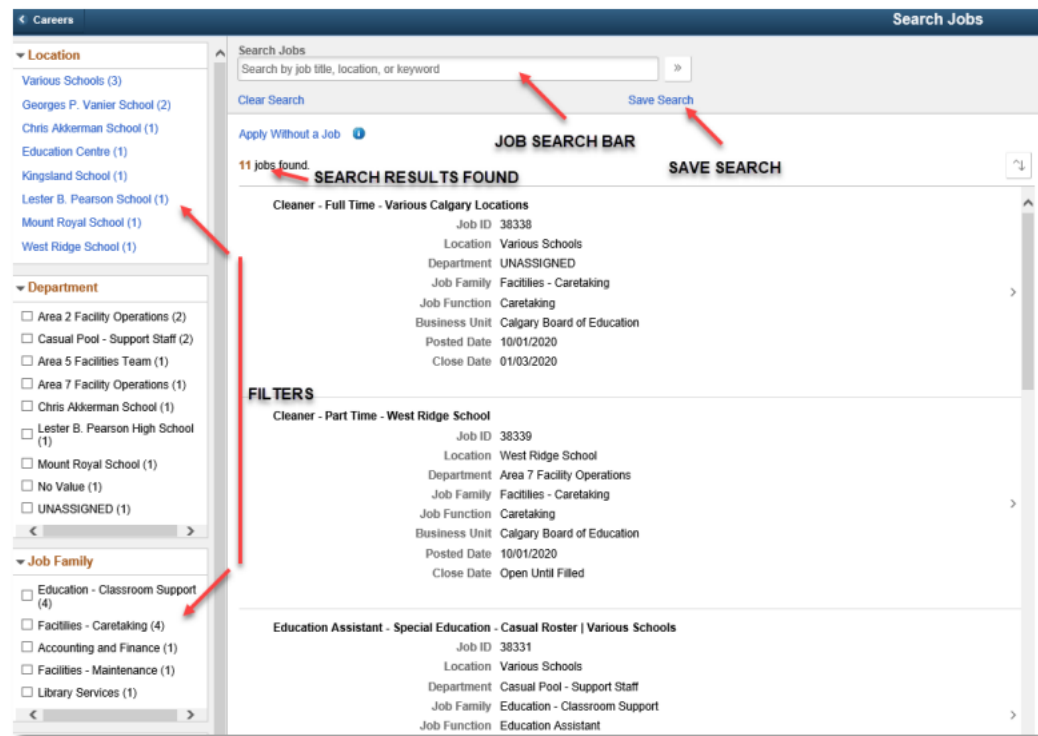 Careers
Search Jobs
Location
Various Schools (3)
Georges P. Vanier School (2)
Chris Akkerman School (1)
Education Centre (1)
Kingsland School (1)
Lester B. Pearson School (1)
Mount Royal School (1)
West Ridge School (1)
Department
Area 2 Facility Operations (2)
Casual Pool - Support Staff (2)
Area 5 Facilities Team (1)
Area 7 Facility Operations (1)
Chris Akkerman School (1)
Lester B. Pearson High School
(1)
Mount Royal School (1)
No Value (1)
UNASSIGNED (1)
Job Family
Education - Classroom Support
(4)
Facitilies - Caretaking (4)
Accounting and Finance (1)
Facilities - Maintenance (1)
Library Services (1)
FILTERS
Search Jobs
Search by job title, location, or keyword
»
Clear Search
Save Search
Apply Without a Job
JOB SEARCH BAR
SAVE SEARCH
11 jobs found.
SEARCH RESULTS FOUND
Cleaner - Full Time - Various Calgary Locations
Job ID 38338
Location Various Schools
Department UNASSIGNED
Job Family Facitilies - Caretaking
Job Function Caretaking
Business Unit Calgary Board of Education
Posted Date 10/01/2020
Close Date 01/03/2020
Cleaner - Part Time - West Ridge School
Job ID 38339
Location West Ridge School
Department Area 7 Facility Operations
Job Family Facitilies - Caretaking
Job Function Caretaking
Business Unit Calgary Board of Education
Posted Date 10/01/2020
Close Date Open Until Filled
Education Assistant - Special Education - Casual Roster | Various Schools
Job ID 38331
Location Various Schools
Department Casual Pool - Support Staff
Job Family Education - Classroom Support
Job Function Education Assistant